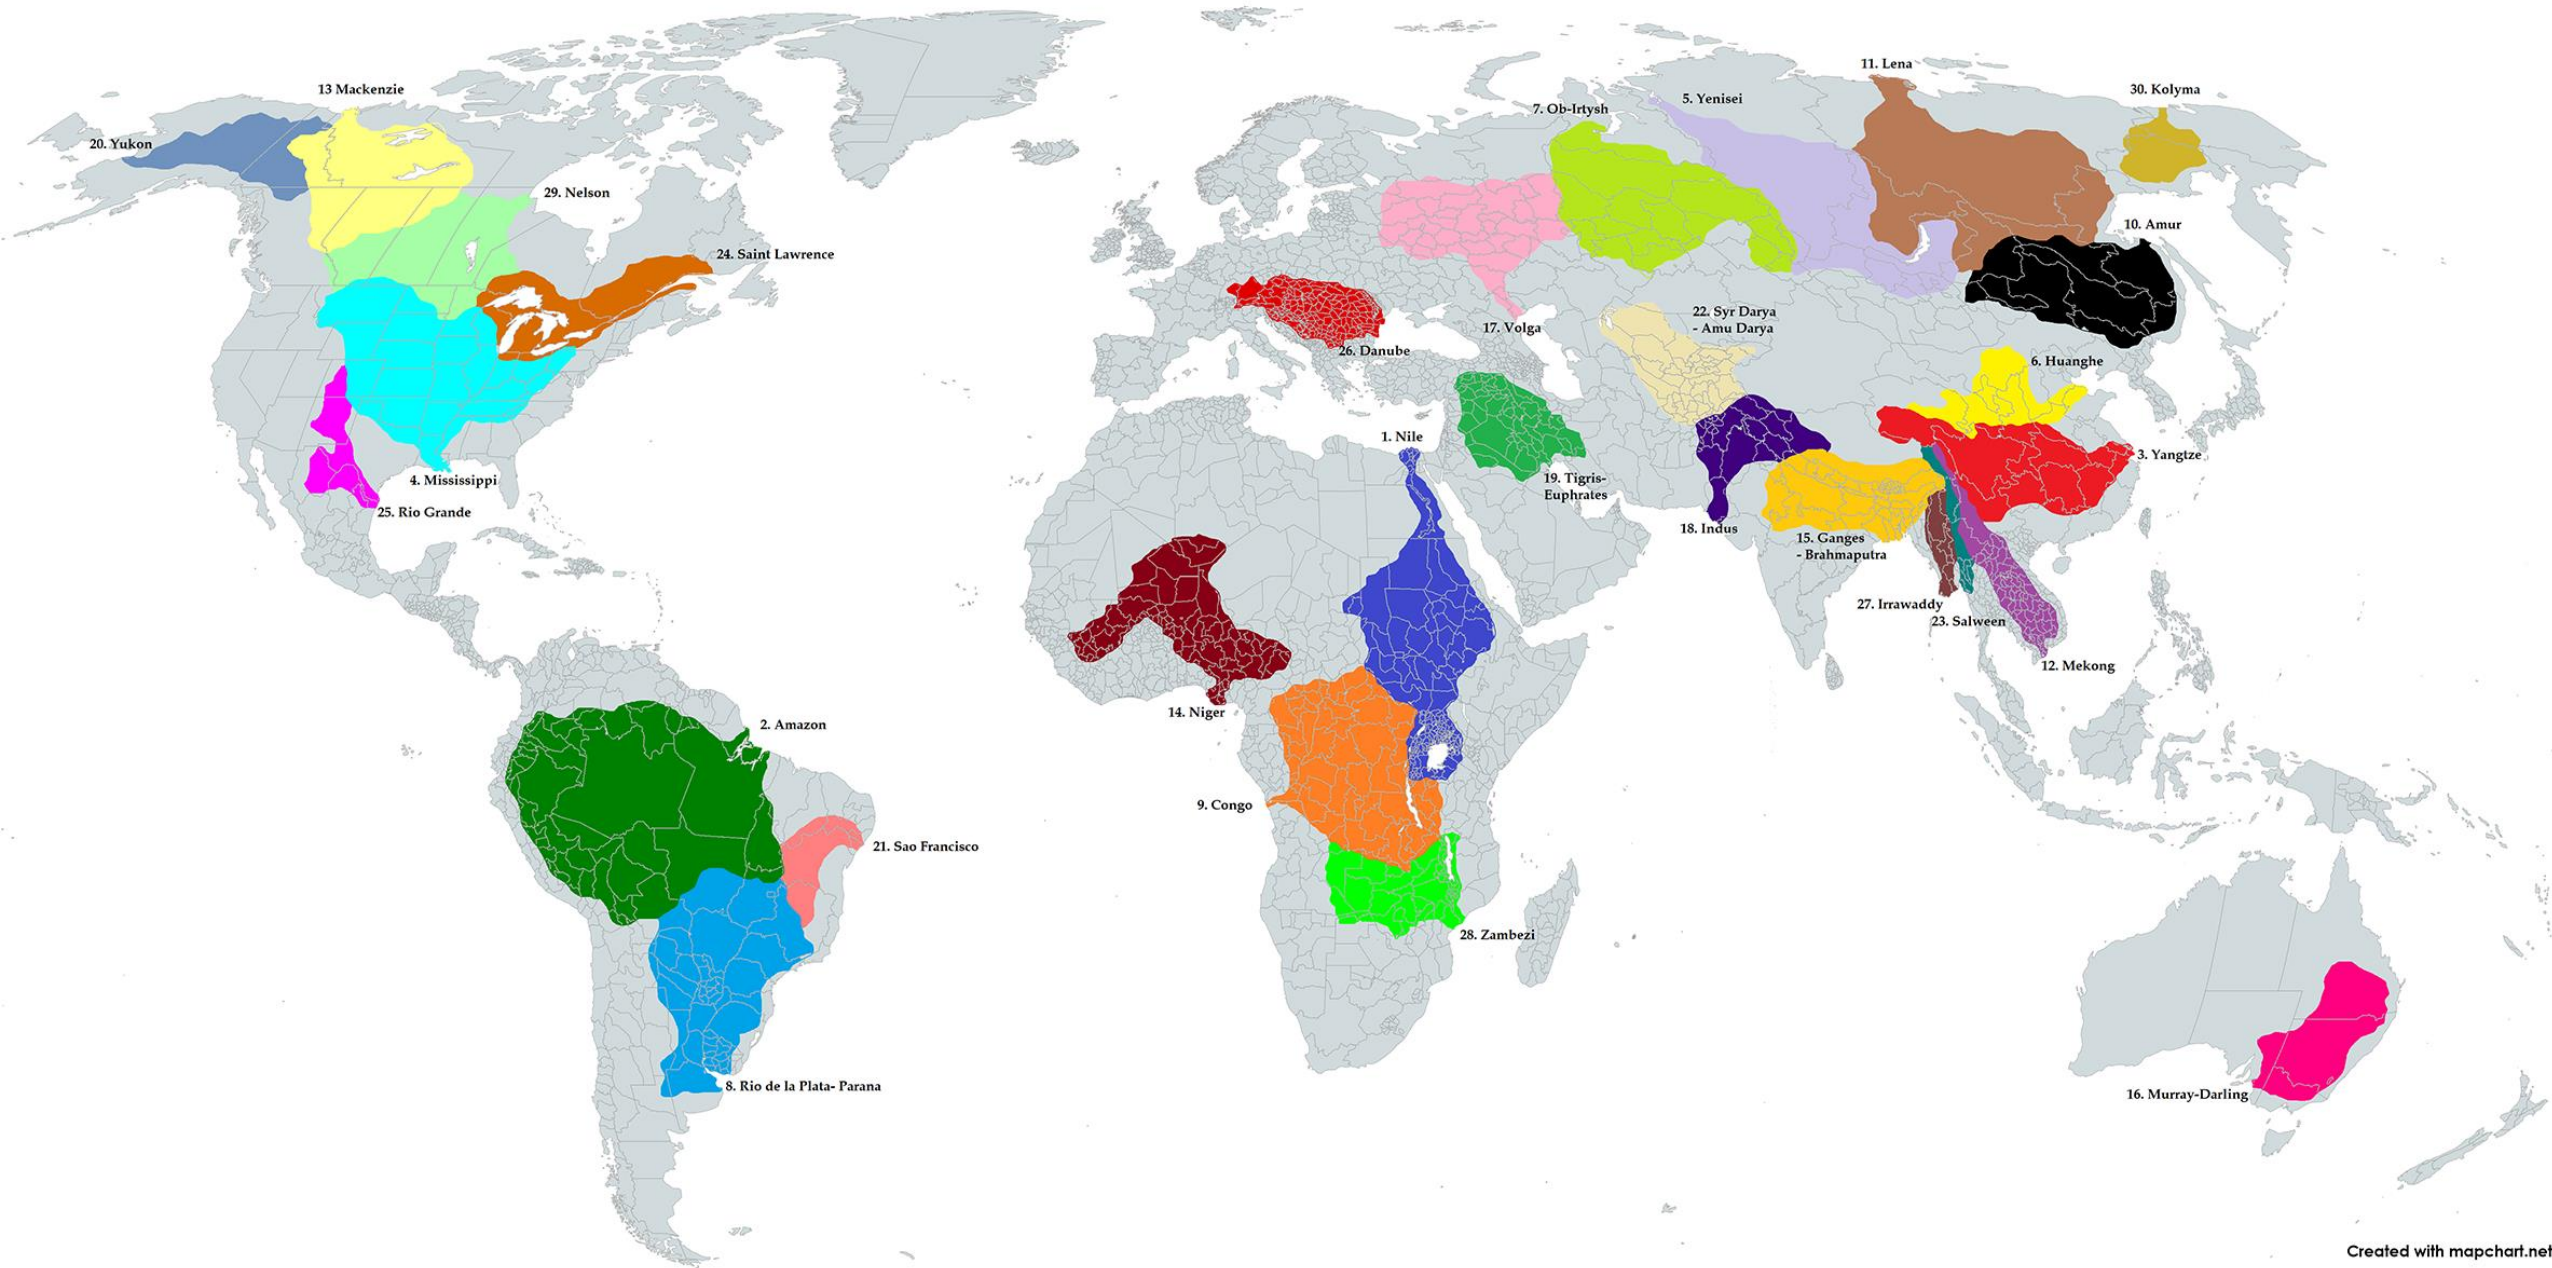 11. Lena
13 Mackenzie
30. Kolyma
5. Yenisei
7. Ob-Irtysh
20. Yukon
29. Nelson
10. Amur
24. Saint Lawrence
22. Syr Darya
- Amu Darya
17. Volga
26. Danube
6. Huanghe
1. Nile
3. Yangtze
4. Mississippi
19. Tigris-
Euphrates
25. Rio Grande
18. Indus
15. Ganges
- Brahmaputra
27. Irrawaddy
23. Salween
12. Mekong
14. Niger
2. Amazon
9. Congo
21. Sao Francisco
28. Zambezi
8. Rio de la Plata- Parana
16. Murray-Darling
Created with mapchart.net